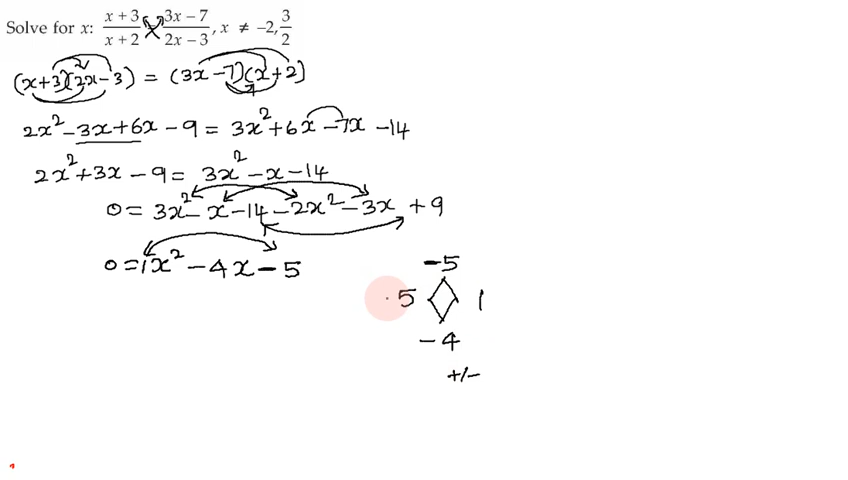 Solve for x: (x + 3)/(x + 2) = (3x − 7)/(2x − 3), x ≠ −2, 3/2
(x+3)(2x−3) = (3x−7)(x+2)
2x² − 3x + 6x − 9 = 3x² + 6x − 7x − 14
2x² + 3x − 9 = 3x² − x − 14
0 = 3x² − x − 14 − 2x² − 3x + 9
0 = 1x² − 4x − 5
−5
5 1
−4
+/−